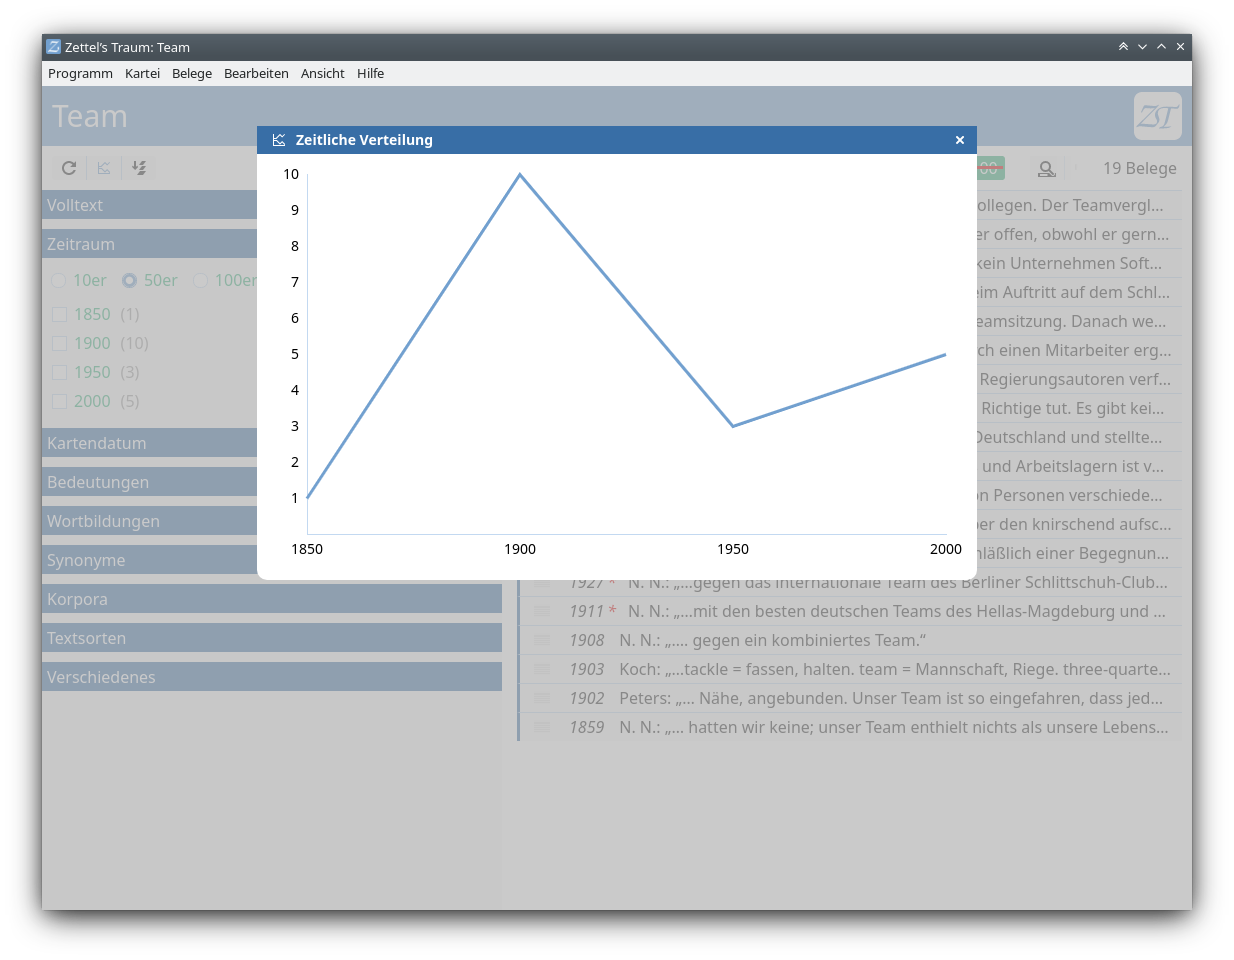 Zettel’s Traum: Team
Programm Kartei Belege Bearbeiten Ansicht Hilfe
Team
ZT
Zeitliche Verteilung
19 Belege
Volltext
Zeitraum
10er 50er 100er
1850 (1)
1900 (10)
1950 (3)
2000 (5)
Kartendatum
Bedeutungen
Wortbildungen
Synonyme
Korpora
Textsorten
Verschiedenes
10
9
8
7
6
5
4
3
2
1
1850 1900 1950 2000
ollegen. Der Teamvergl...
er offen, obwohl er gern...
kein Unternehmen Soft...
eim Auftritt auf dem Schl...
eamsitzung. Danach we...
ch einen Mitarbeiter erg...
Regierungsautoren verf...
Richtige tut. Es gibt kei...
Deutschland und stellte...
und Arbeitslagern ist v...
on Personen verschiede...
ber den knirschend aufsc...
nläßlich einer Begegnun...
1927 * N. N.: „...gegen das internationale Team des Berliner Schlittschuh-Club...
1911 * N. N.: „...mit den besten deutschen Teams des Hellas-Magdeburg und ...
1908 N. N.: „.... gegen ein kombiniertes Team.“
1903 Koch: „...tackle = fassen, halten. team = Mannschaft, Riege. three-quarte...
1902 Peters: „... Nähe, angebunden. Unser Team ist so eingefahren, dass jed...
1859 N. N.: „... hatten wir keine; unser Team enthielt nichts als unsere Lebens...